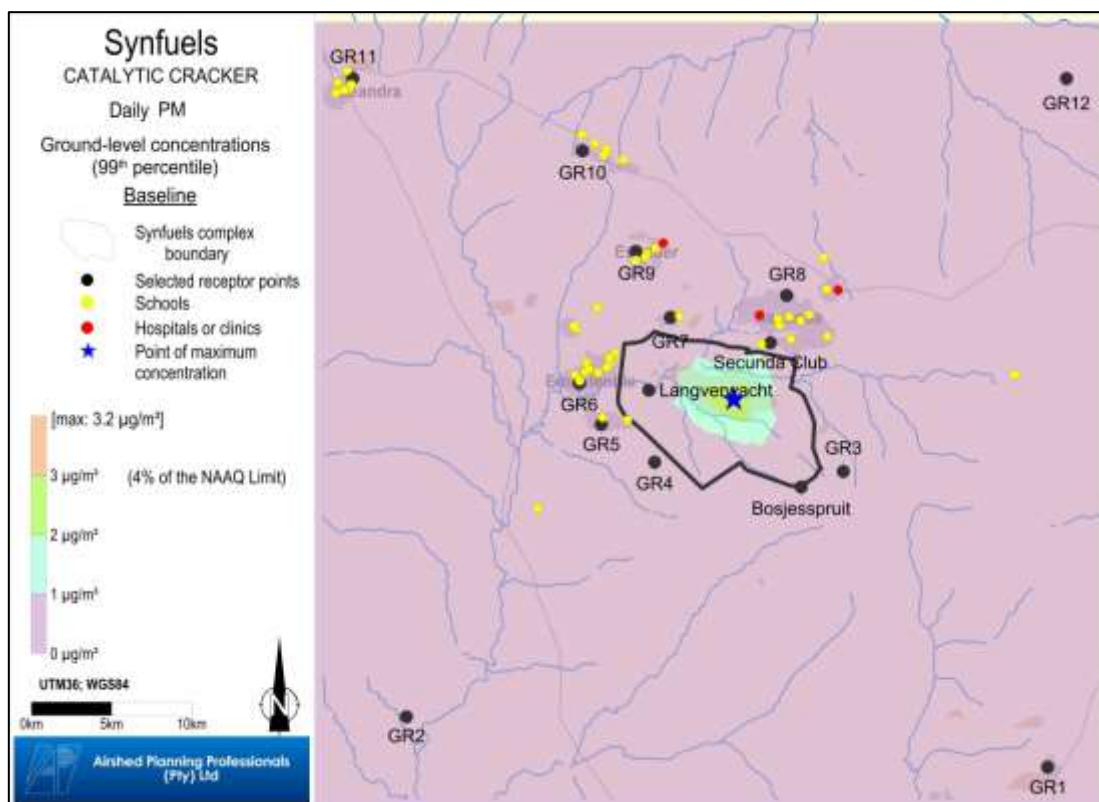 Synfuels
CATALYTIC CRACKER
Daily PM
Ground-level concentrations
(99th percentile)
Baseline
Synfuels complex
boundary
Selected receptor points
Schools
Hospitals or clinics
Point of maximum
concentration
[max: 3.2 µg/m³]
3 µg/m³ (4% of the NAAQ Limit)
2 µg/m³
1 µg/m³
0 µg/m³
UTM36; WGS84
0km 5km 10km
N
Airshed Planning Professionals
(Pty) Ltd
GR11
GR12
GR10
GR9
GR8
GR7
Secunda Club
Langverwacht
GR6
GR5
GR4
GR3
Bosjesspruit
GR2
GR1